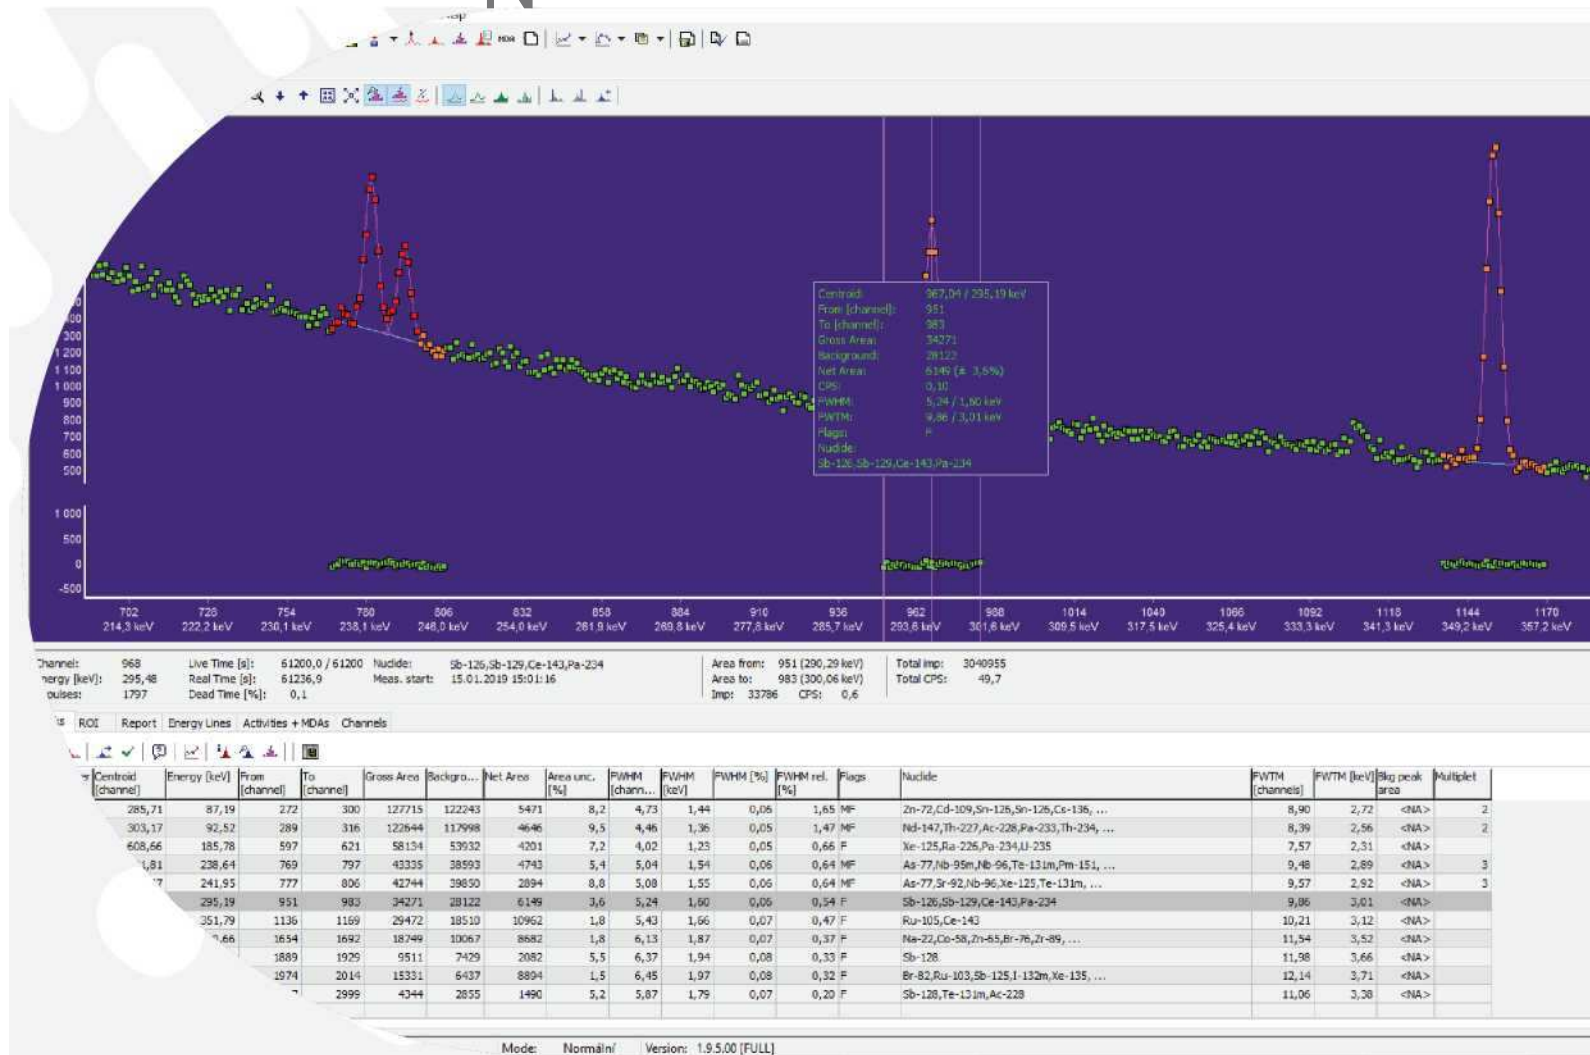 N
MDA
Centroid: 967,04 / 295,19 keV
From [channel]: 951
To [channel]: 983
Gross Area: 34271
Background: 28122
Net Area: 6149 (± 3,6%)
CPS: 0,10
FWHM: 5,24 / 1,60 keV
FWTM: 9,86 / 3,01 keV
Flags: F
Nuclide:
Sb-126,Sb-129,Ce-143,Pa-234
300
1 200
1 100
1 000
900
800
700
600
500
1 000
500
0
-500
702 728 754 780 806 832 858 884 910 936 962 988 1014 1040 1066 1092 1118 1144 1170
214,3 keV 222,2 keV 230,1 keV 238,1 keV 246,0 keV 254,0 keV 261,9 keV 269,8 keV 277,8 keV 285,7 keV 293,6 keV 301,6 keV 309,5 keV 317,5 keV 325,4 keV 333,3 keV 341,3 keV 349,2 keV 357,2 keV
Channel: 968 Live Time [s]: 61200,0 / 61200 Nuclide: Sb-126,Sb-129,Ce-143,Pa-234 Area from: 951 (290,29 keV) Total imp: 3040955
nergy [keV]: 295,48 Real Time [s]: 61236,9 Meas. start: 15.01.2019 15:01:16 Area to: 983 (300,06 keV) Total CPS: 49,7
pulses: 1797 Dead Time [%]: 0,1 Imp: 33786 CPS: 0,6
ROI Report Energy Lines Activities + MDAs Channels
Centroid [channel] Energy [keV] From [channel] To [channel] Gross Area Backgro... Net Area Area unc. [%] FWHM [chann... FWHM [keV] FWHM [%] FWHM rel. [%] Flags Nuclide FWTM [channels] FWTM [keV] Bkg peak area Multiplet
285,71 87,19 272 300 127715 122243 5471 8,2 4,73 1,44 0,06 1,65 MF Zn-72,Cd-109,Sn-126,Sn-126,Cs-136, ... 8,90 2,72 <NA> 2
303,17 92,52 289 316 122644 117998 4646 9,5 4,46 1,36 0,05 1,47 MF Nd-147,Th-227,Ac-228,Pa-233,Th-234, ... 8,39 2,56 <NA> 2
608,66 185,78 597 621 58134 53932 4201 7,2 4,02 1,23 0,05 0,66 F Xe-125,Ra-226,Pa-234,U-235 7,57 2,31 <NA>
1,81 238,64 769 797 43335 38593 4743 5,4 5,04 1,54 0,06 0,64 MF As-77,Nb-95m,Nb-96,Te-131m,Pm-151, ... 9,48 2,89 <NA> 3
7 241,95 777 806 42744 39850 2894 8,8 5,08 1,55 0,06 0,64 MF As-77,Sr-92,Nb-96,Xe-125,Te-131m, ... 9,57 2,92 <NA> 3
295,19 951 983 34271 28122 6149 3,6 5,24 1,60 0,06 0,54 F Sb-126,Sb-129,Ce-143,Pa-234 9,86 3,01 <NA>
351,79 1136 1169 29472 18510 10962 1,8 5,43 1,66 0,07 0,47 F Ru-105,Ce-143 10,21 3,12 <NA>
,66 1654 1692 18749 10067 8682 1,8 6,13 1,87 0,07 0,37 F Na-22,Co-58,Zn-65,Br-76,Zr-89, ... 11,54 3,52 <NA>
1889 1929 9511 7429 2082 5,5 6,37 1,94 0,08 0,33 F Sb-128 11,98 3,66 <NA>
1974 2014 15331 6437 8894 1,5 6,45 1,97 0,08 0,32 F Br-82,Ru-103,Sb-125,I-132m,Xe-135, ... 12,14 3,71 <NA>
2999 4344 2855 1490 5,2 5,87 1,79 0,07 0,20 F Sb-128,Te-131m,Ac-228 11,06 3,38 <NA>
Mode: Normální Version: 1.9.5.00 [FULL]